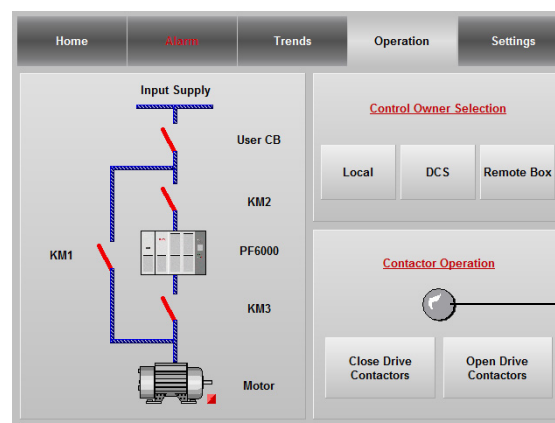 Home
Alarm
Trends
Operation
Settings
Input Supply
User CB
KM2
KM1
PF6000
KM3
Motor
Control Owner Selection
Local
DCS
Remote Box
Contactor Operation
Close Drive
Contactors
Open Drive
Contactors